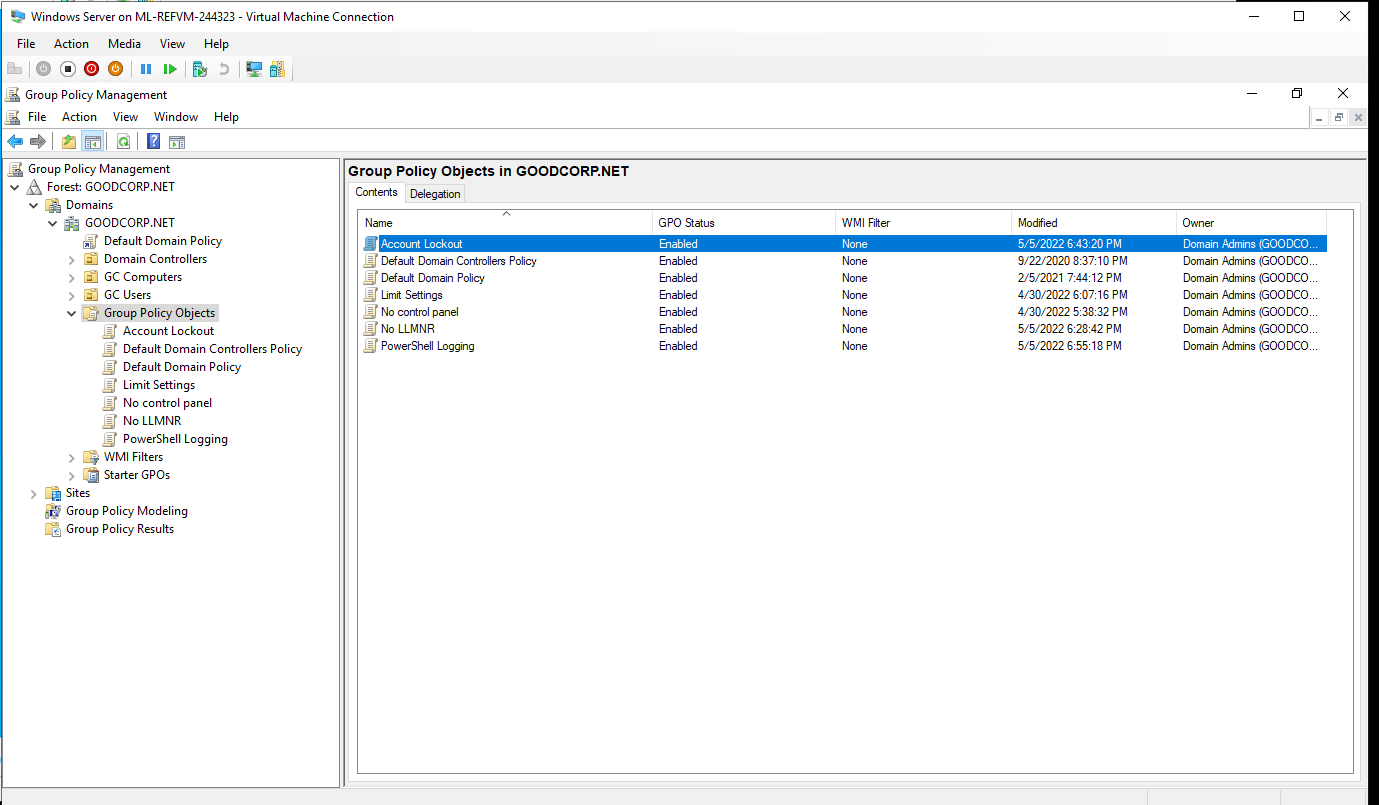 Windows Server on ML-REFVM-244323 - Virtual Machine Connection
File Action Media View Help
Group Policy Management
File Action View Window Help
Group Policy Management
Forest: GOODCORP.NET
Domains
GOODCORP.NET
Default Domain Policy
Domain Controllers
GC Computers
GC Users
Group Policy Objects
Account Lockout
Default Domain Controllers Policy
Default Domain Policy
Limit Settings
No control panel
No LLMNR
PowerShell Logging
WMI Filters
Starter GPOs
Sites
Group Policy Modeling
Group Policy Results
Group Policy Objects in GOODCORP.NET
Contents Delegation
Name GPO Status WMI Filter Modified Owner
Account Lockout Enabled None 5/5/2022 6:43:20 PM Domain Admins (GOODCO...
Default Domain Controllers Policy Enabled None 9/22/2020 8:37:10 PM Domain Admins (GOODCO...
Default Domain Policy Enabled None 2/5/2021 7:44:12 PM Domain Admins (GOODCO...
Limit Settings Enabled None 4/30/2022 6:07:16 PM Domain Admins (GOODCO...
No control panel Enabled None 4/30/2022 5:38:32 PM Domain Admins (GOODCO...
No LLMNR Enabled None 5/5/2022 6:28:42 PM Domain Admins (GOODCO...
PowerShell Logging Enabled None 5/5/2022 6:55:18 PM Domain Admins (GOODCO...